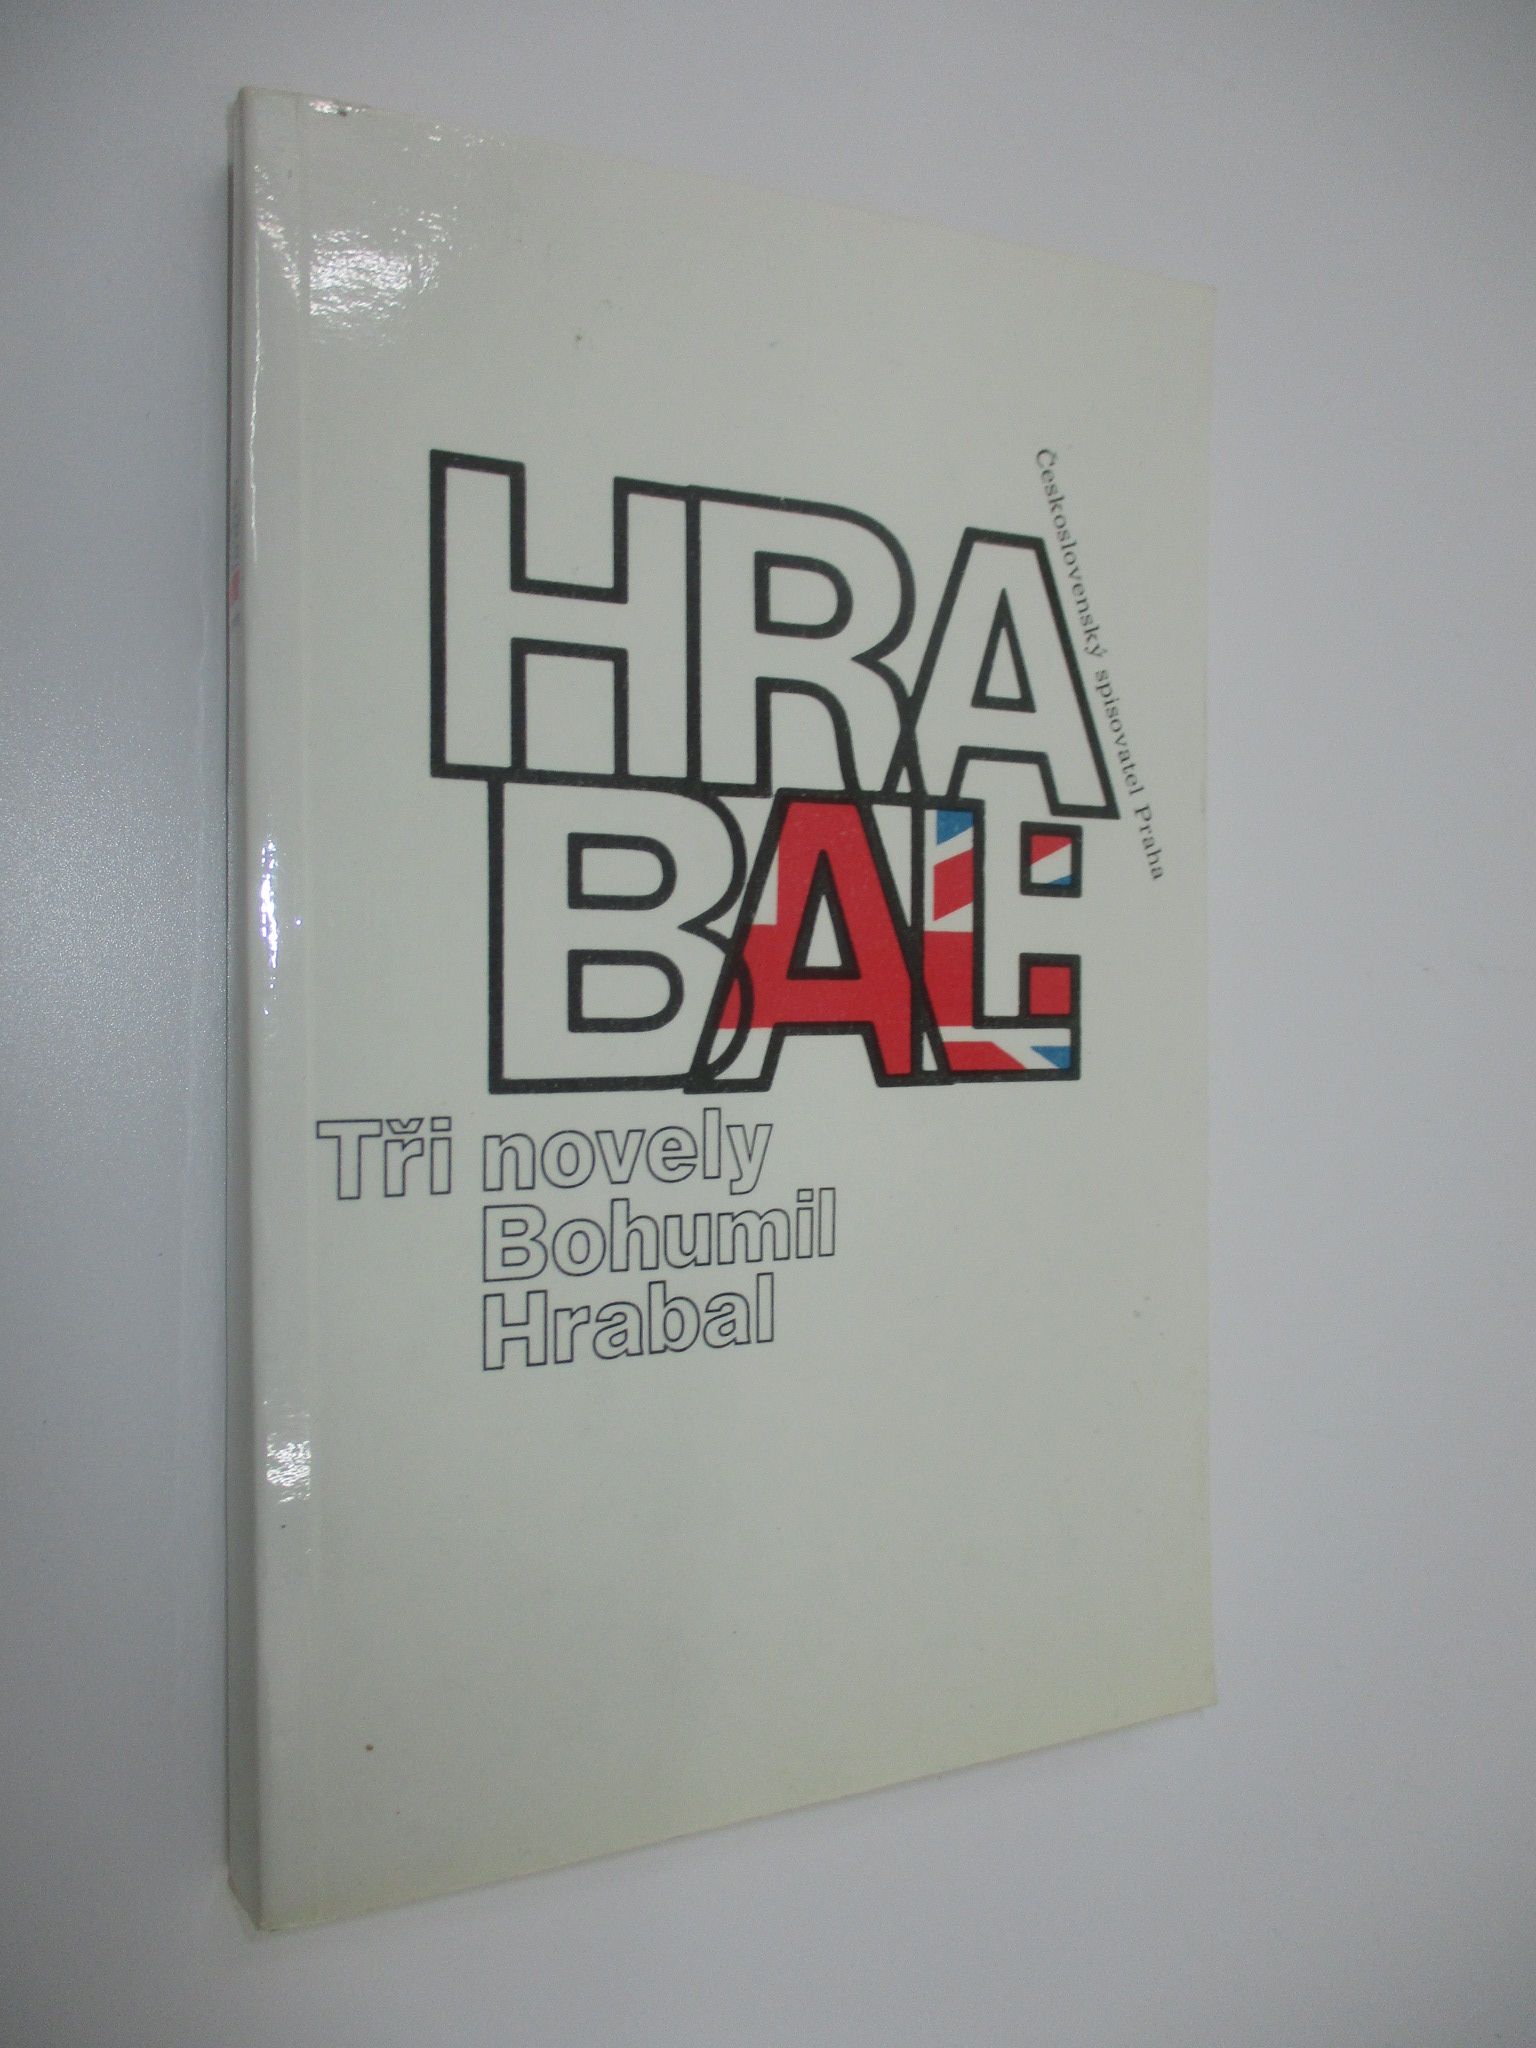 HRA
BAL
Československý spisovatel Praha
Tři novely
Bohumil
Hrabal